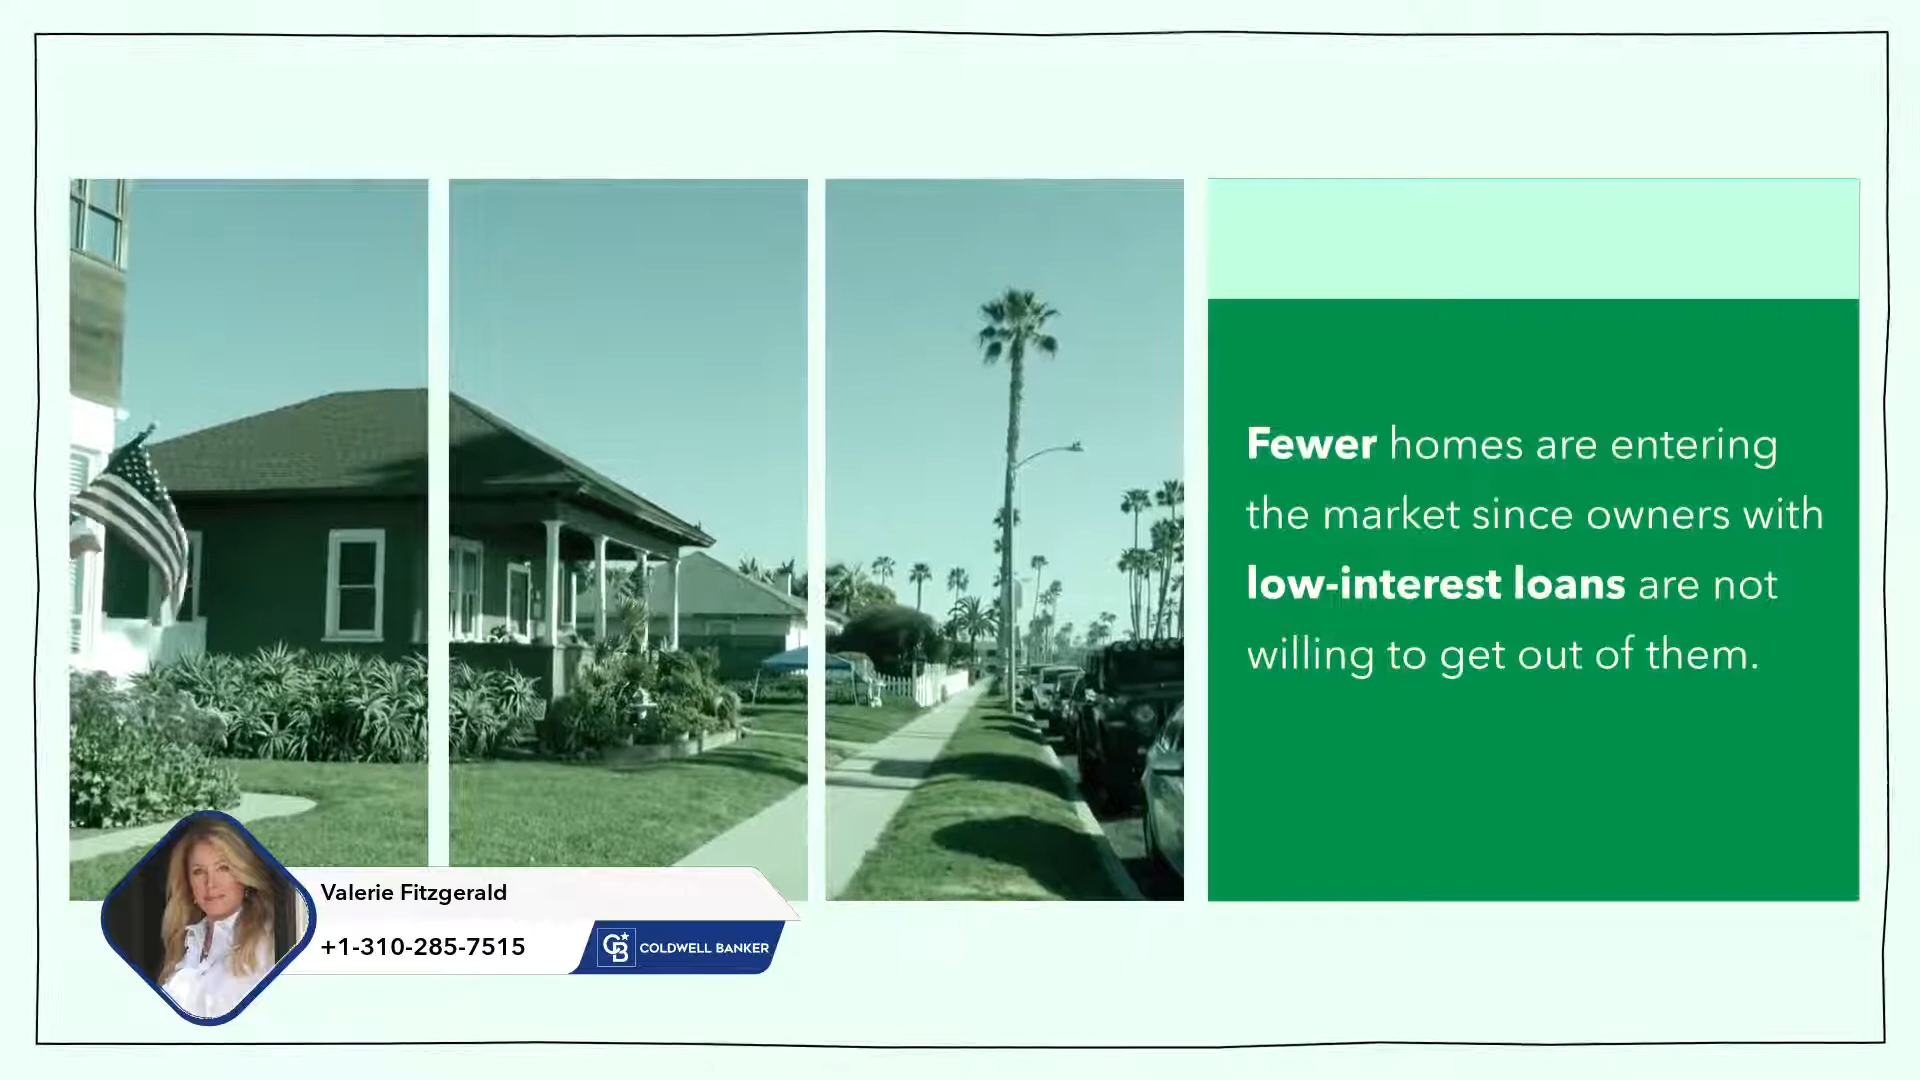 Fewer homes are entering
the market since owners with
low-interest loans are not
willing to get out of them.
Valerie Fitzgerald
+1-310-285-7515
CB COLDWELL BANKER